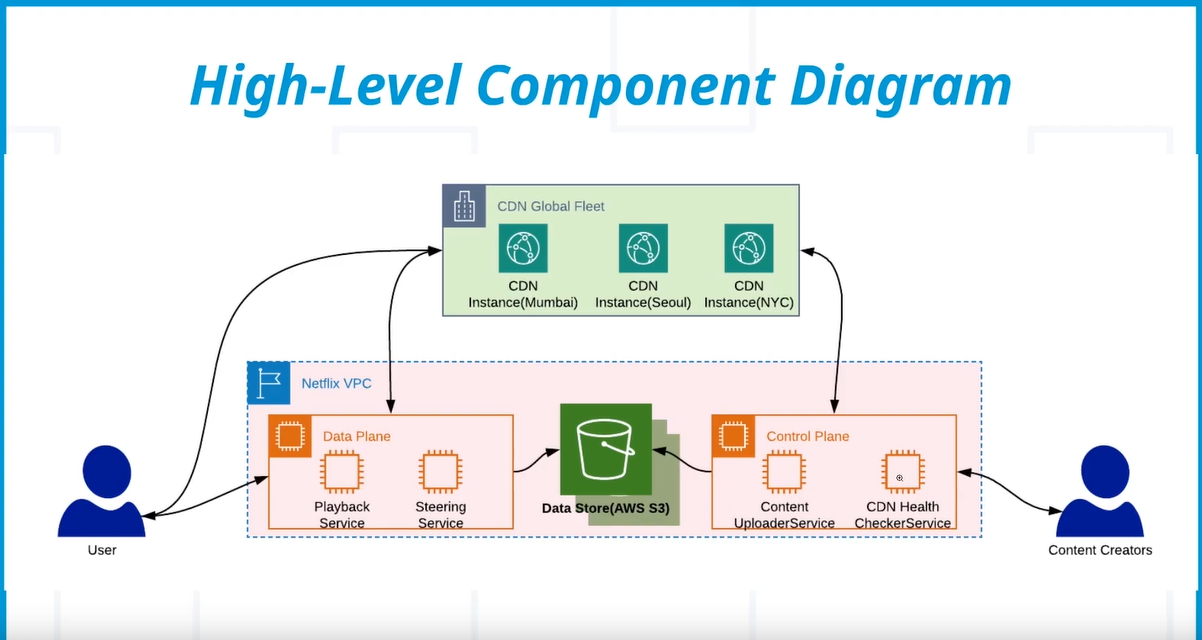 High-Level Component Diagram
CDN Global Fleet
CDN
Instance(Mumbai)
CDN
Instance(Seoul)
CDN
Instance(NYC)
Netflix VPC
Data Plane
Playback
Service
Steering
Service
Data Store(AWS S3)
Control Plane
Content
UploaderService
CDN Health
CheckerService
User
Content Creators